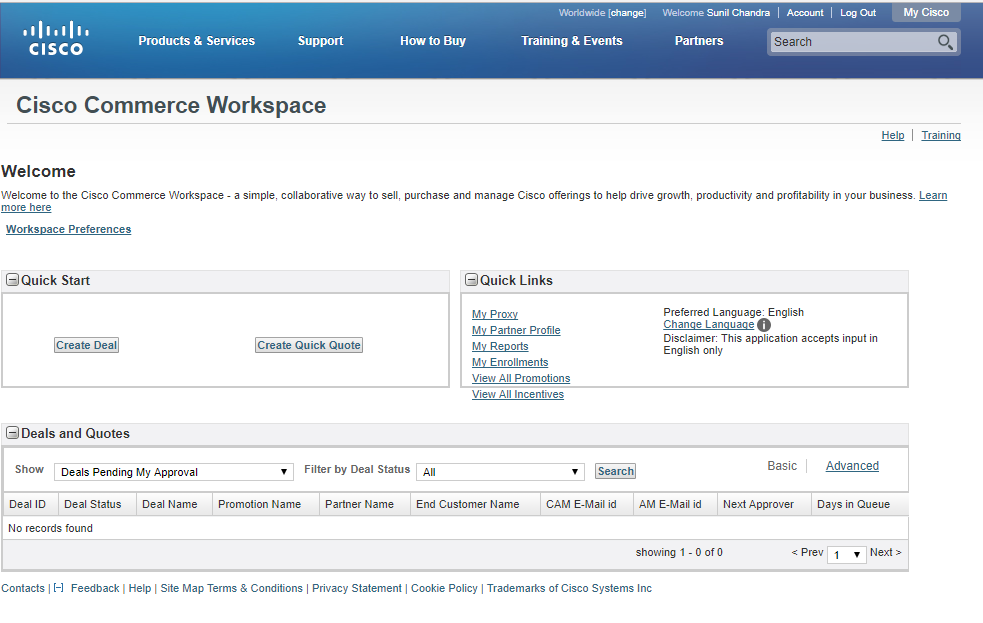 Worldwide [change] Welcome Sunil Chandra | Account | Log Out My Cisco
CISCO Products & Services Support How to Buy Training & Events Partners Search
Cisco Commerce Workspace
Help | Training
Welcome
Welcome to the Cisco Commerce Workspace - a simple, collaborative way to sell, purchase and manage Cisco offerings to help drive growth, productivity and profitability in your business. Learn
more here
Workspace Preferences
Quick Start
Create Deal Create Quick Quote
Quick Links
My Proxy
My Partner Profile
My Reports
My Enrollments
View All Promotions
View All Incentives
Preferred Language: English
Change Language i
Disclaimer: This application accepts input in
English only
Deals and Quotes
Show Deals Pending My Approval Filter by Deal Status All Search Basic | Advanced
Deal ID Deal Status Deal Name Promotion Name Partner Name End Customer Name CAM E-Mail id AM E-Mail id Next Approver Days in Queue
No records found
showing 1 - 0 of 0 < Prev 1 Next >
Contacts | [-] Feedback | Help | Site Map Terms & Conditions | Privacy Statement | Cookie Policy | Trademarks of Cisco Systems Inc